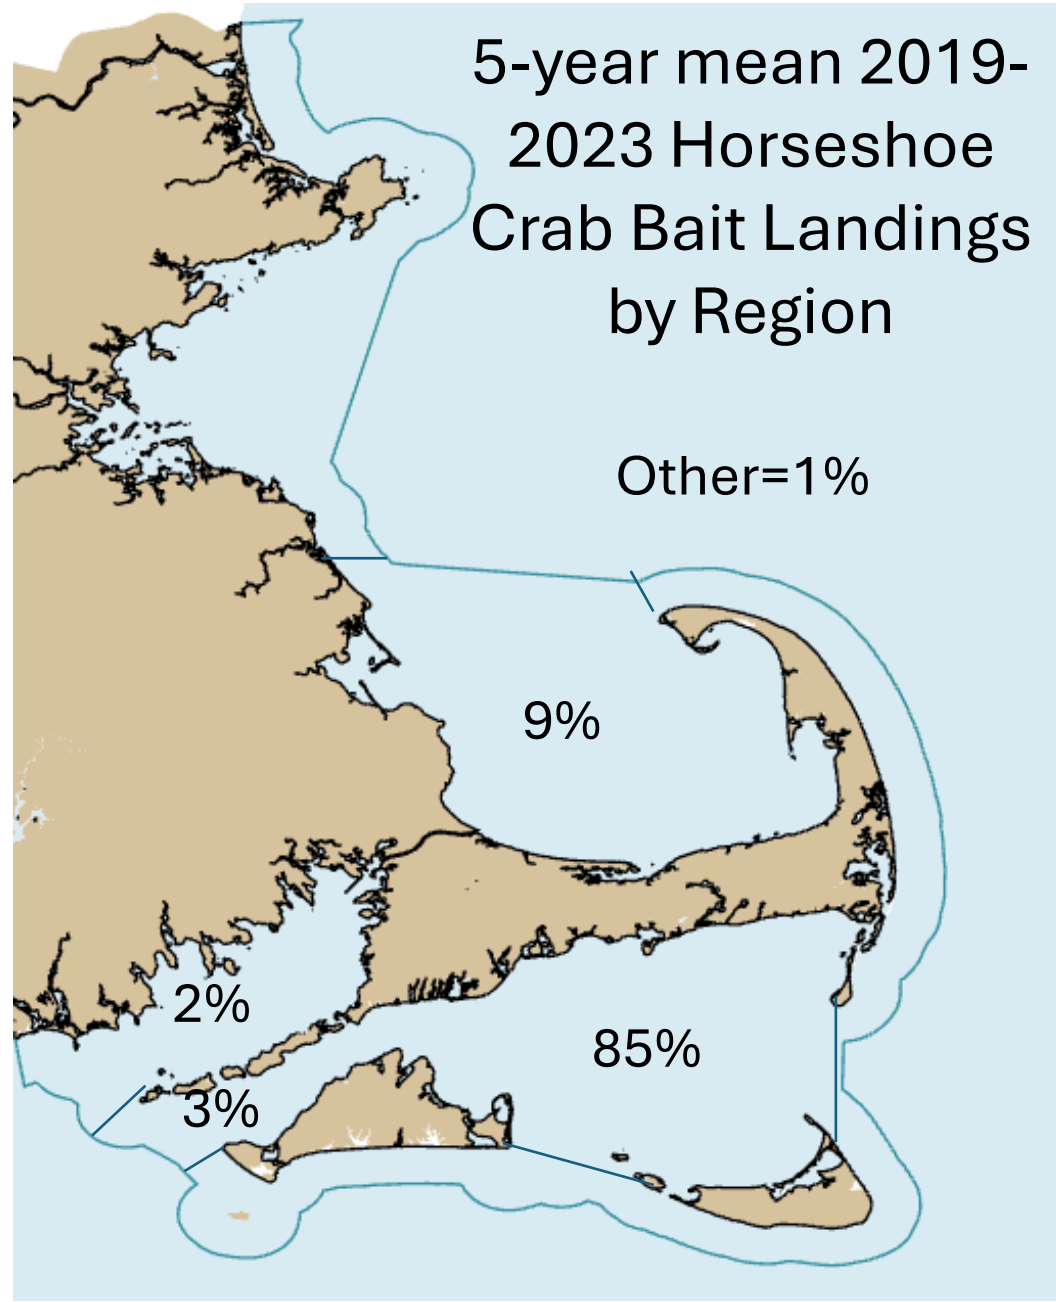 5-year mean 2019-
2023 Horseshoe
Crab Bait Landings
by Region
Other=1%
9%
2%
85%
3%